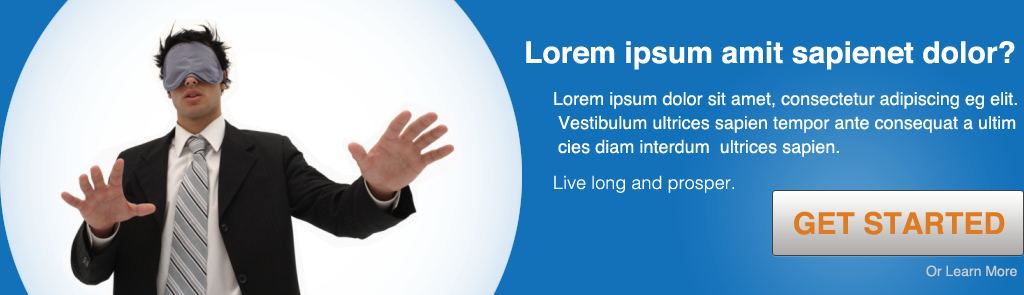 Lorem ipsum amit sapienet dolor?
Lorem ipsum dolor sit amet, consectetur adipiscing eg elit.
Vestibulum ultrices sapien tempor ante consequat a ultim
cies diam interdum ultrices sapien.
Live long and prosper.
GET STARTED
Or Learn More